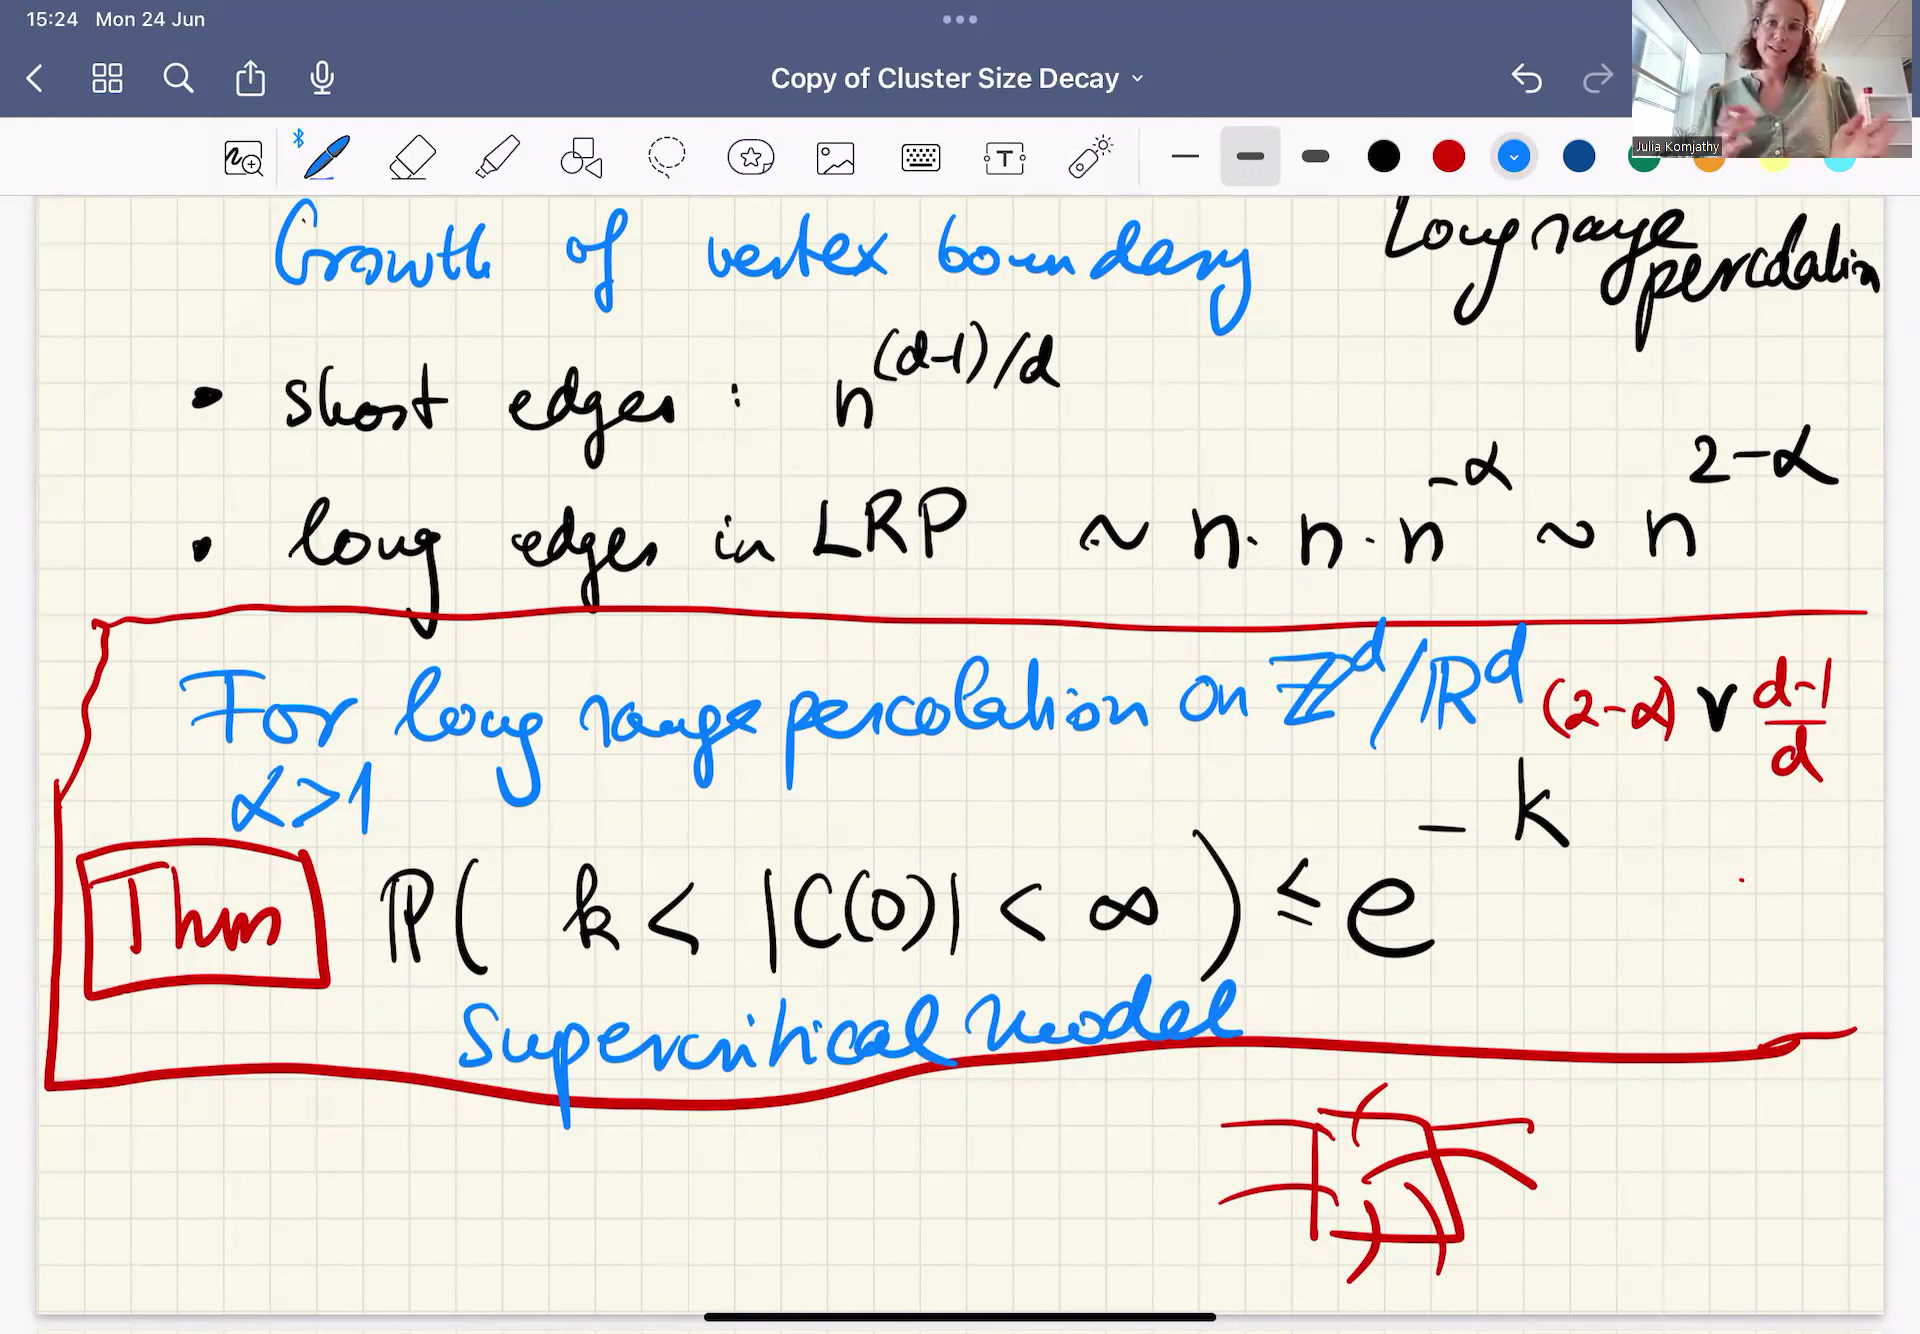 15:24 Mon 24 Jun
Copy of Cluster Size Decay
Julia Komjathy
Growth of vertex boundary
Long range
percolation
• short edges : n^{(d-1)/d}
• long edges in LRP ~ n · n · n^{-α} ~ n^{2-α}
For long range percolation on ℤ^d/ℝ^d
α>1
Thm ℙ( k < |C(0)| < ∞ ) ≤ e^{-k^{(2-α) ∨ \frac{d-1}{d}}}
Supercritical model